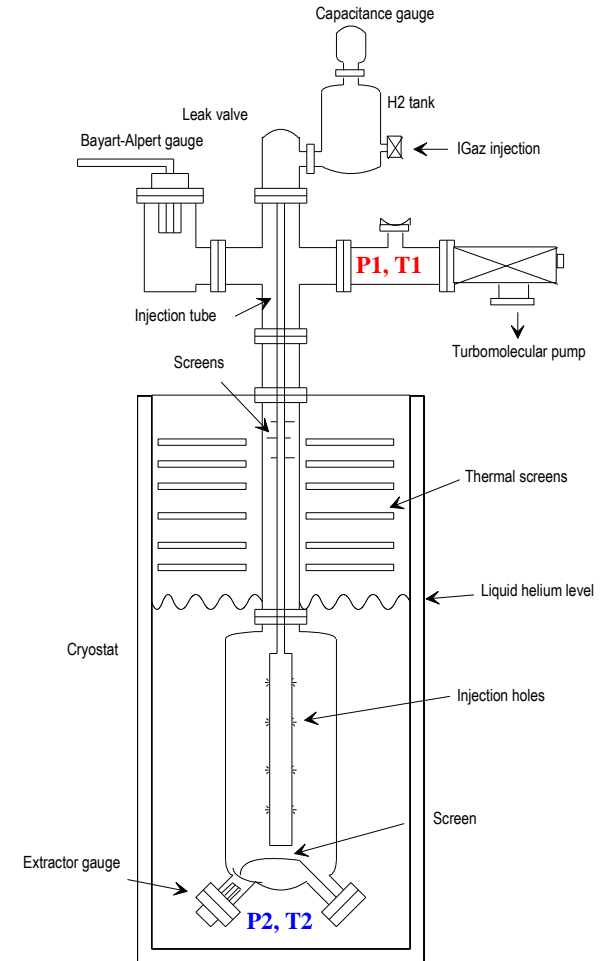 Capacitance gauge
H2 tank
Leak valve
Bayart-Alpert gauge
IGaz injection
P1, T1
Injection tube
Turbomolecular pump
Screens
Thermal screens
Liquid helium level
Cryostat
Injection holes
Screen
Extractor gauge
P2, T2